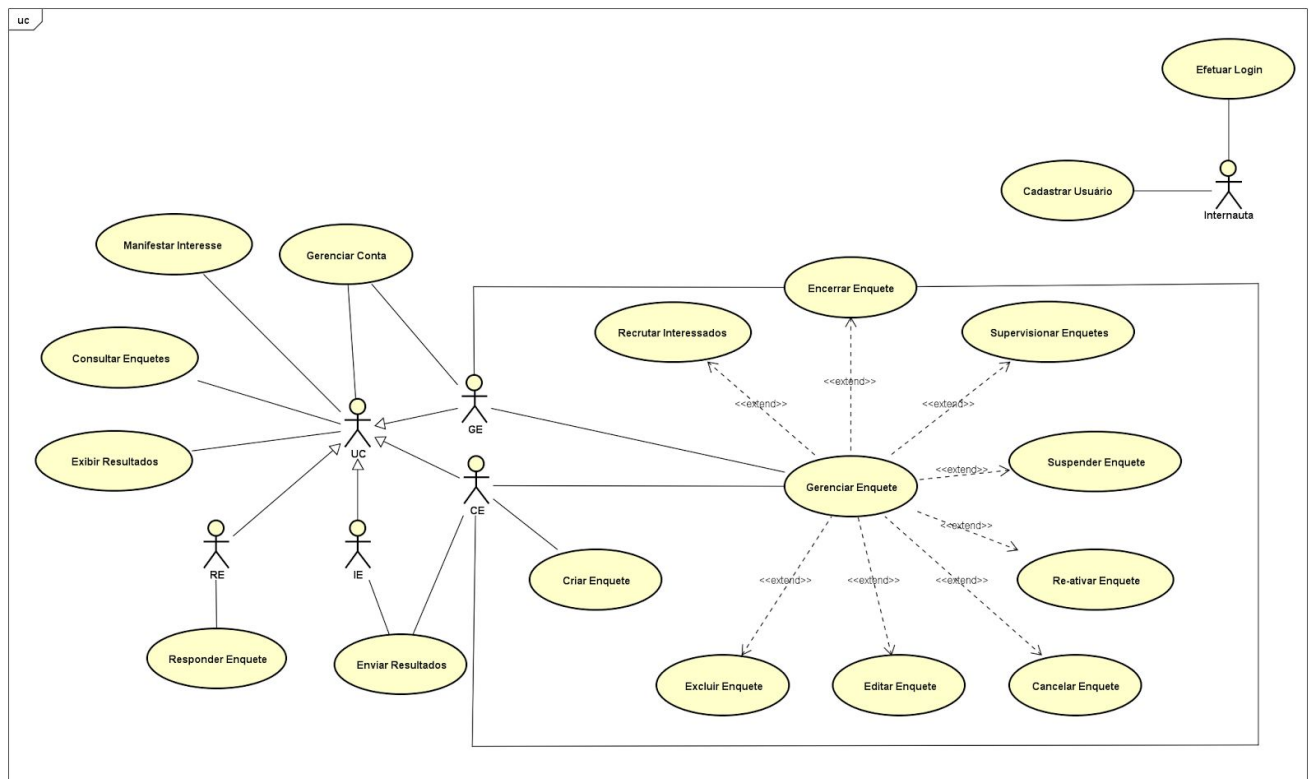 uc
Efetuar Login
Cadastrar Usuário
Internauta
Manifestar Interesse
Gerenciar Conta
Encerrar Enquete
Recrutar Interessados
Supervisionar Enquetes
Consultar Enquetes
<<extend>>
<<extend>>
<<extend>>
GE
UC
Exibir Resultados
Suspender Enquete
<<extend>>
Gerenciar Enquete
CE
<<extend>>
RE
IE
Criar Enquete
<<extend>>
<<extend>>
<<extend>>
Re-ativar Enquete
Responder Enquete
Enviar Resultados
Excluir Enquete
Editar Enquete
Cancelar Enquete